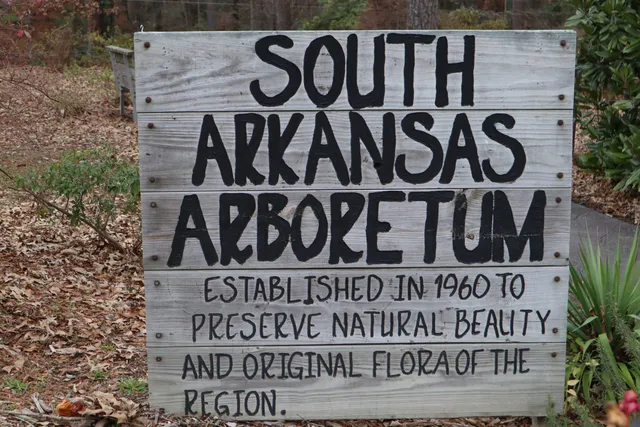 SOUTH
ARKANSAS
ARBORETUM
ESTABLISHED IN 1960 TO
PRESERVE NATURAL BEAUTY
AND ORIGINAL FLORA OF THE
REGION.